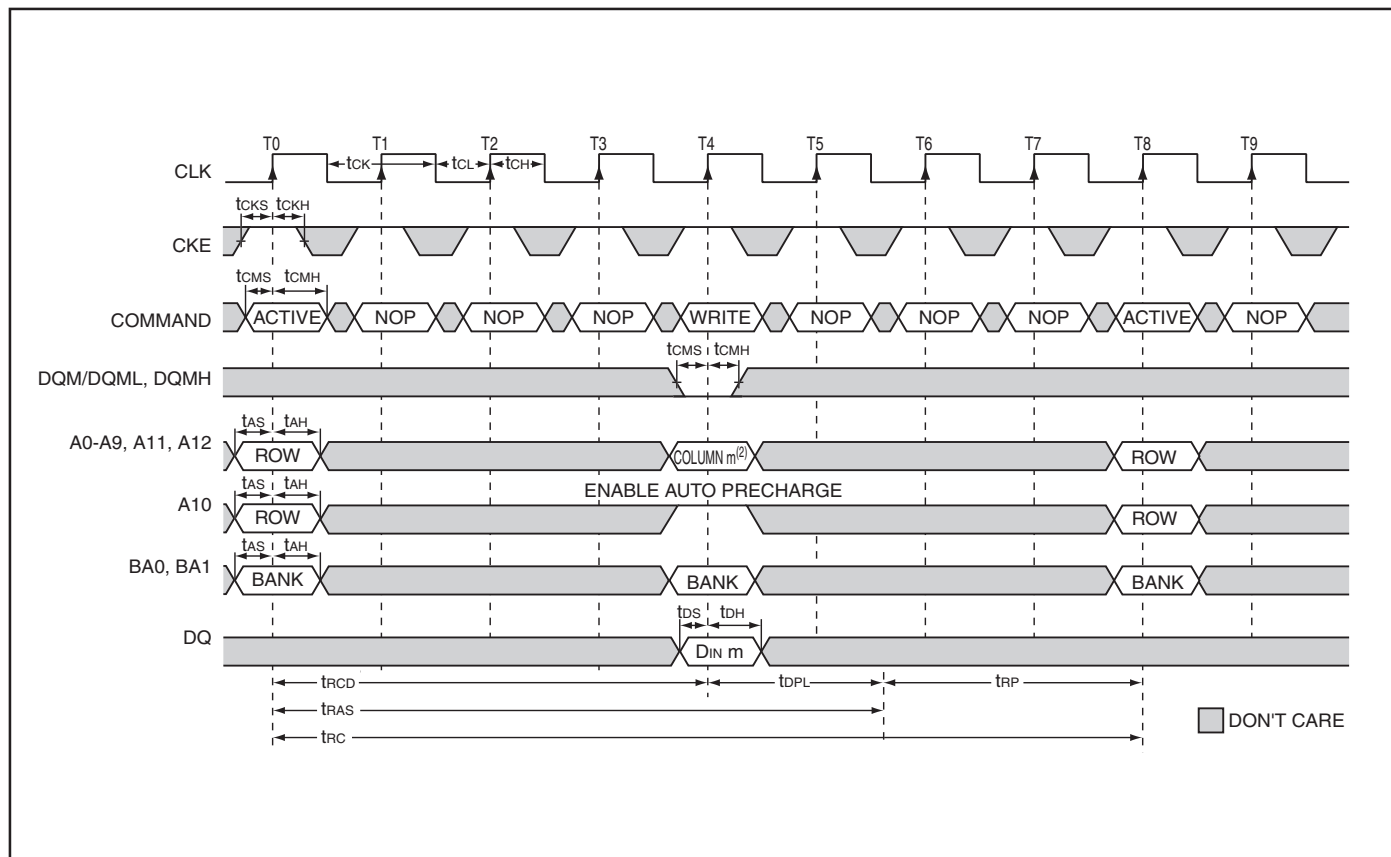 T0 T1 T2 T3 T4 T5 T6 T7 T8 T9
CLK tCK tCL tCH
tCKS tCKH
CKE
tCMS tCMH
COMMAND ACTIVE NOP NOP NOP WRITE NOP NOP NOP ACTIVE NOP
tCMS tCMH
DQM/DQML, DQMH
tAS tAH
A0-A9, A11, A12 ROW COLUMN m(2) ROW
tAS tAH ENABLE AUTO PRECHARGE
A10 ROW ROW
tAS tAH
BA0, BA1 BANK BANK BANK
tDS tDH
DQ DIN m
tRCD tDPL tRP
tRAS
DON'T CARE
tRC